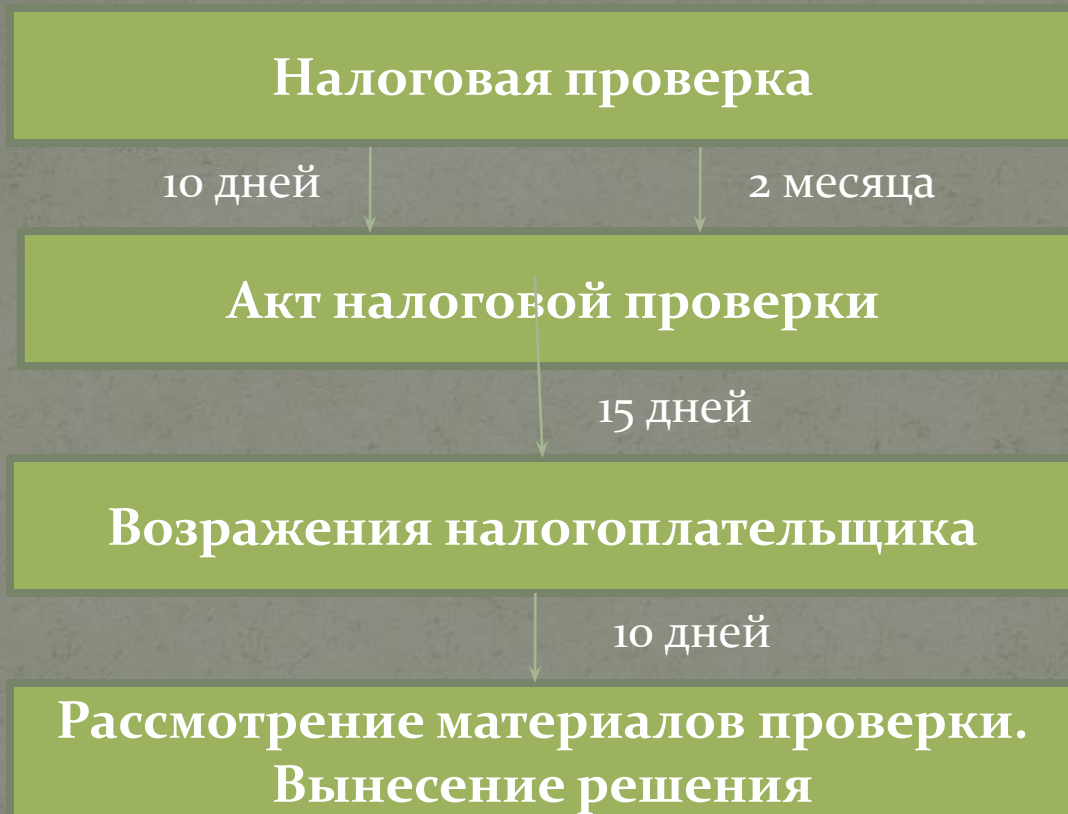 Налоговая проверка
10 дней
2 месяца
Акт налоговой проверки
15 дней
Возражения налогоплательщика
10 дней
Рассмотрение материалов проверки.
Вынесение решения